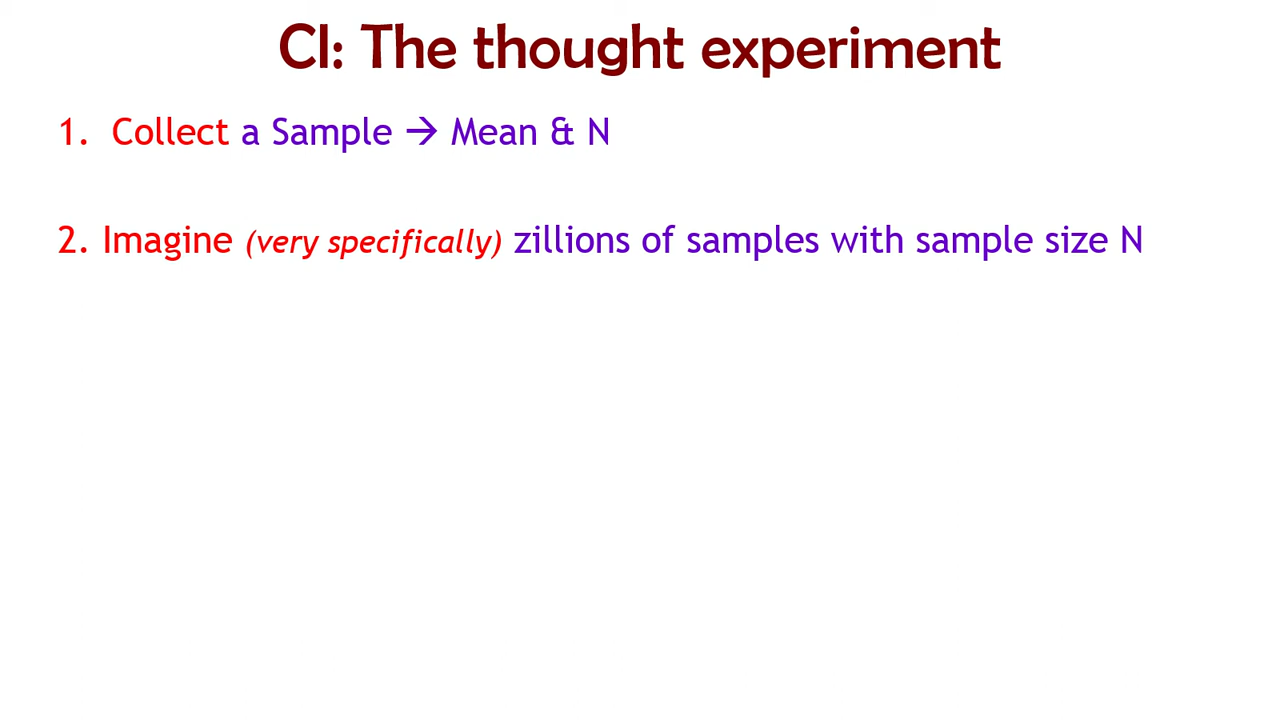 CI: The thought experiment
1. Collect a Sample → Mean & N
2. Imagine (very specifically) zillions of samples with sample size N